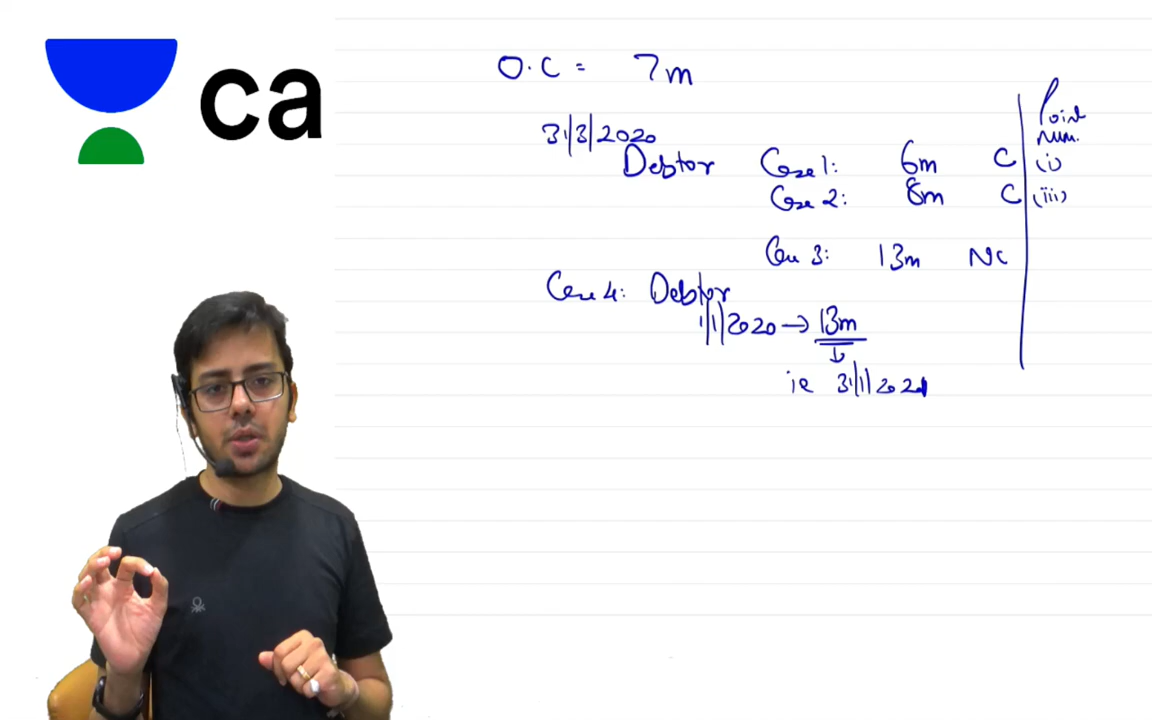 ca
O.C = 7m
Point
num.
31/3/2020
Debtor Case 1: 6m C (i)
Case 2: 8m C (iii)
Case 3: 13m NC
Case 4: Debtor
1/1/2020 → 13m
ie 31/1/2021